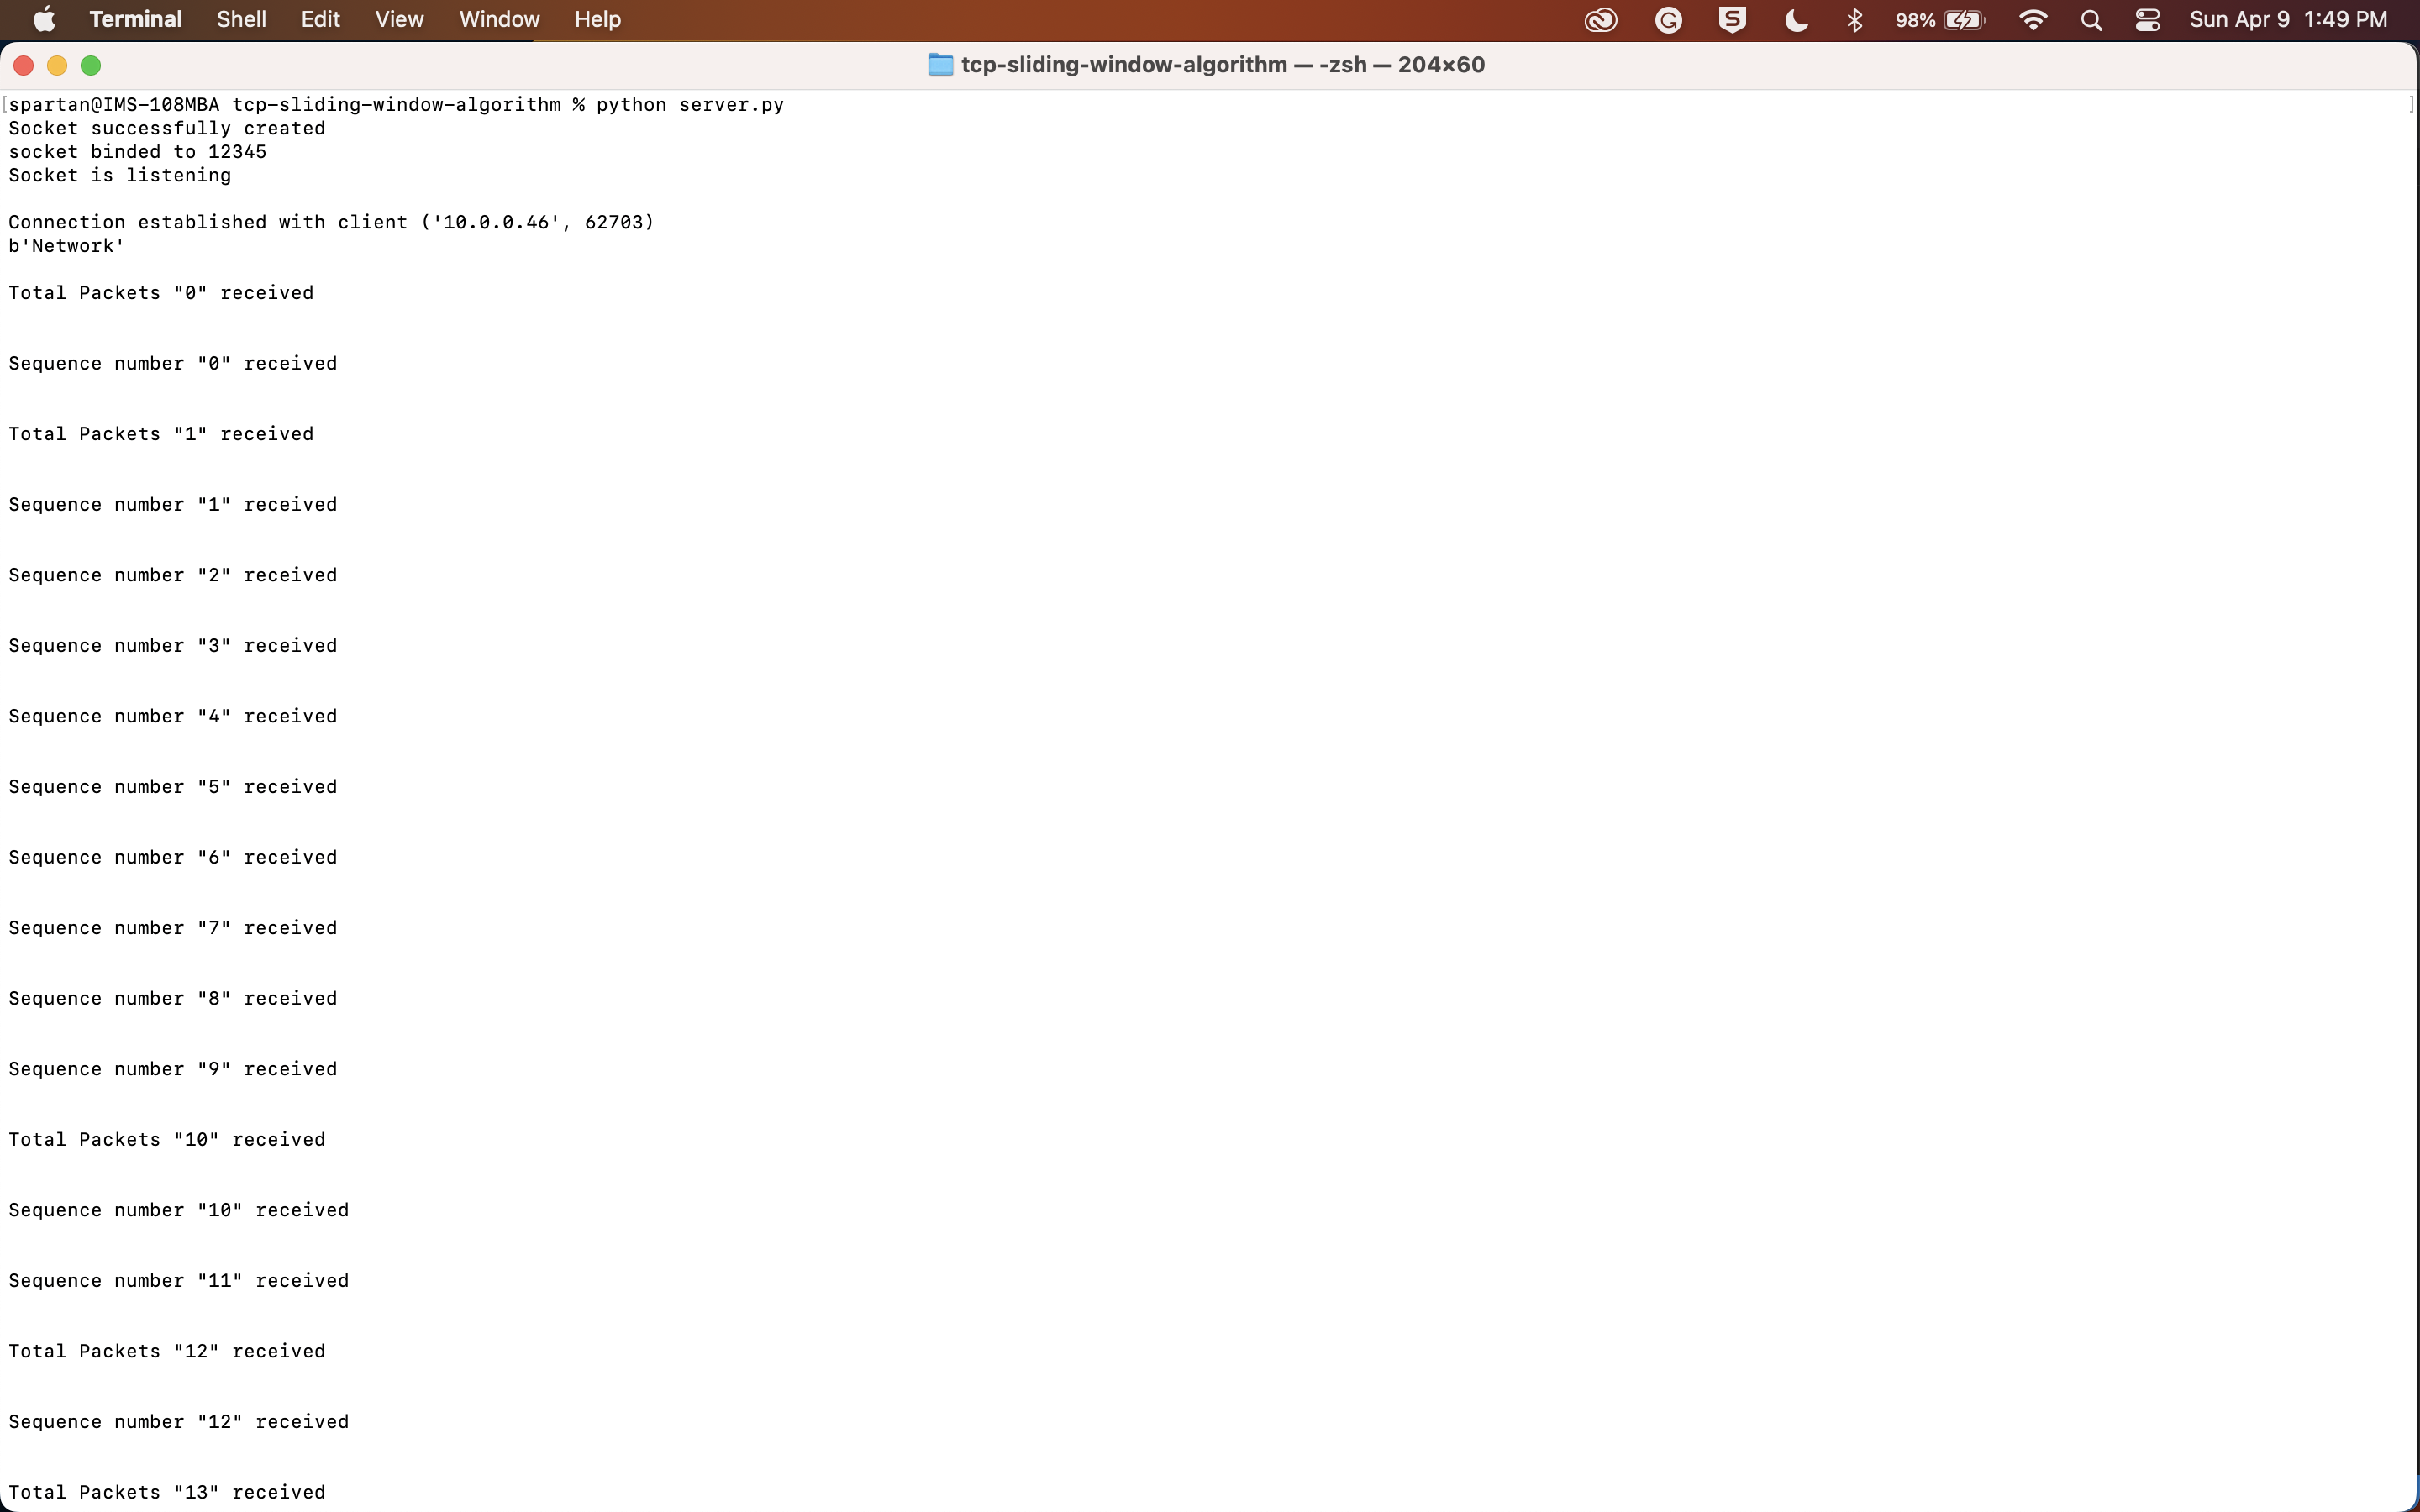 Terminal Shell Edit View Window Help 98% Sun Apr 9 1:49 PM
tcp-sliding-window-algorithm — -zsh — 204×60
[spartan@IMS-108MBA tcp-sliding-window-algorithm % python server.py ]
Socket successfully created
socket binded to 12345
Socket is listening
Connection established with client ('10.0.0.46', 62703)
b'Network'
Total Packets "0" received
Sequence number "0" received
Total Packets "1" received
Sequence number "1" received
Sequence number "2" received
Sequence number "3" received
Sequence number "4" received
Sequence number "5" received
Sequence number "6" received
Sequence number "7" received
Sequence number "8" received
Sequence number "9" received
Total Packets "10" received
Sequence number "10" received
Sequence number "11" received
Total Packets "12" received
Sequence number "12" received
Total Packets "13" received